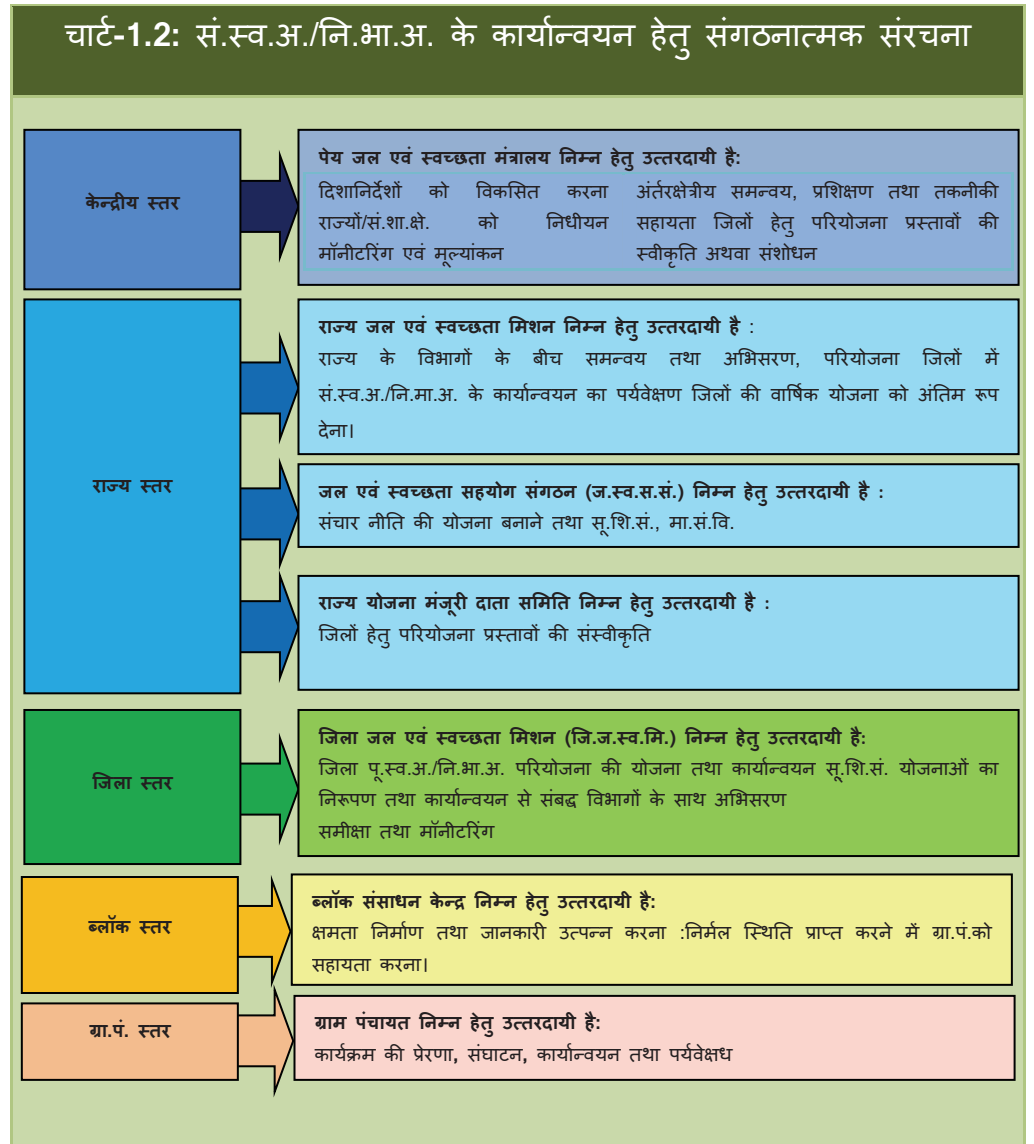 चार्ट-1.2: सं.स्व.अ./नि.भा.अ. के कार्यान्वयन हेतु संगठनात्मक संरचना
केन्द्रीय स्तर
पेय जल एवं स्वच्छता मंत्रालय निम्न हेतु उत्तरदायी है:
दिशानिर्देशों को विकसित करना
राज्यों/सं.शा.क्षे. को निधीयन
मॉनीटरिंग एवं मूल्यांकन
अंर्तरक्षेत्रीय समन्वय, प्रशिक्षण तथा तकनीकी
सहायता जिलों हेतु परियोजना प्रस्तावों की
स्वीकृति अथवा संशोधन
राज्य स्तर
राज्य जल एवं स्वच्छता मिशन निम्न हेतु उत्तरदायी है :
राज्य के विभागों के बीच समन्वय तथा अभिसरण, परियोजना जिलों में
सं.स्व.अ./नि.मा.अ. के कार्यान्वयन का पर्यवेक्षण जिलों की वार्षिक योजना को अंतिम रूप
देना।
जल एवं स्वच्छता सहयोग संगठन (ज.स्व.स.सं.) निम्न हेतु उत्तरदायी है :
संचार नीति की योजना बनाने तथा सू.शि.सं., मा.सं.वि.
राज्य योजना मंजूरी दाता समिति निम्न हेतु उत्तरदायी है :
जिलों हेतु परियोजना प्रस्तावों की संस्वीकृति
जिला स्तर
जिला जल एवं स्वच्छता मिशन (जि.ज.स्व.मि.) निम्न हेतु उत्तरदायी है:
जिला पू.स्व.अ./नि.भा.अ. परियोजना की योजना तथा कार्यान्वयन सू.शि.सं. योजनाओं का
निरूपण तथा कार्यान्वयन से संबद्ध विभागों के साथ अभिसरण
समीक्षा तथा मॉनीटरिंग
ब्लॉक स्तर
ब्लॉक संसाधन केन्द्र निम्न हेतु उत्तरदायी है:
क्षमता निर्माण तथा जानकारी उत्पन्न करना :निर्मल स्थिति प्राप्त करने में ग्रा.पं.को
सहायता करना।
ग्रा.पं. स्तर
ग्राम पंचायत निम्न हेतु उत्तरदायी है:
कार्यक्रम की प्रेरणा, संघाटन, कार्यान्वयन तथा पर्यवेक्षध